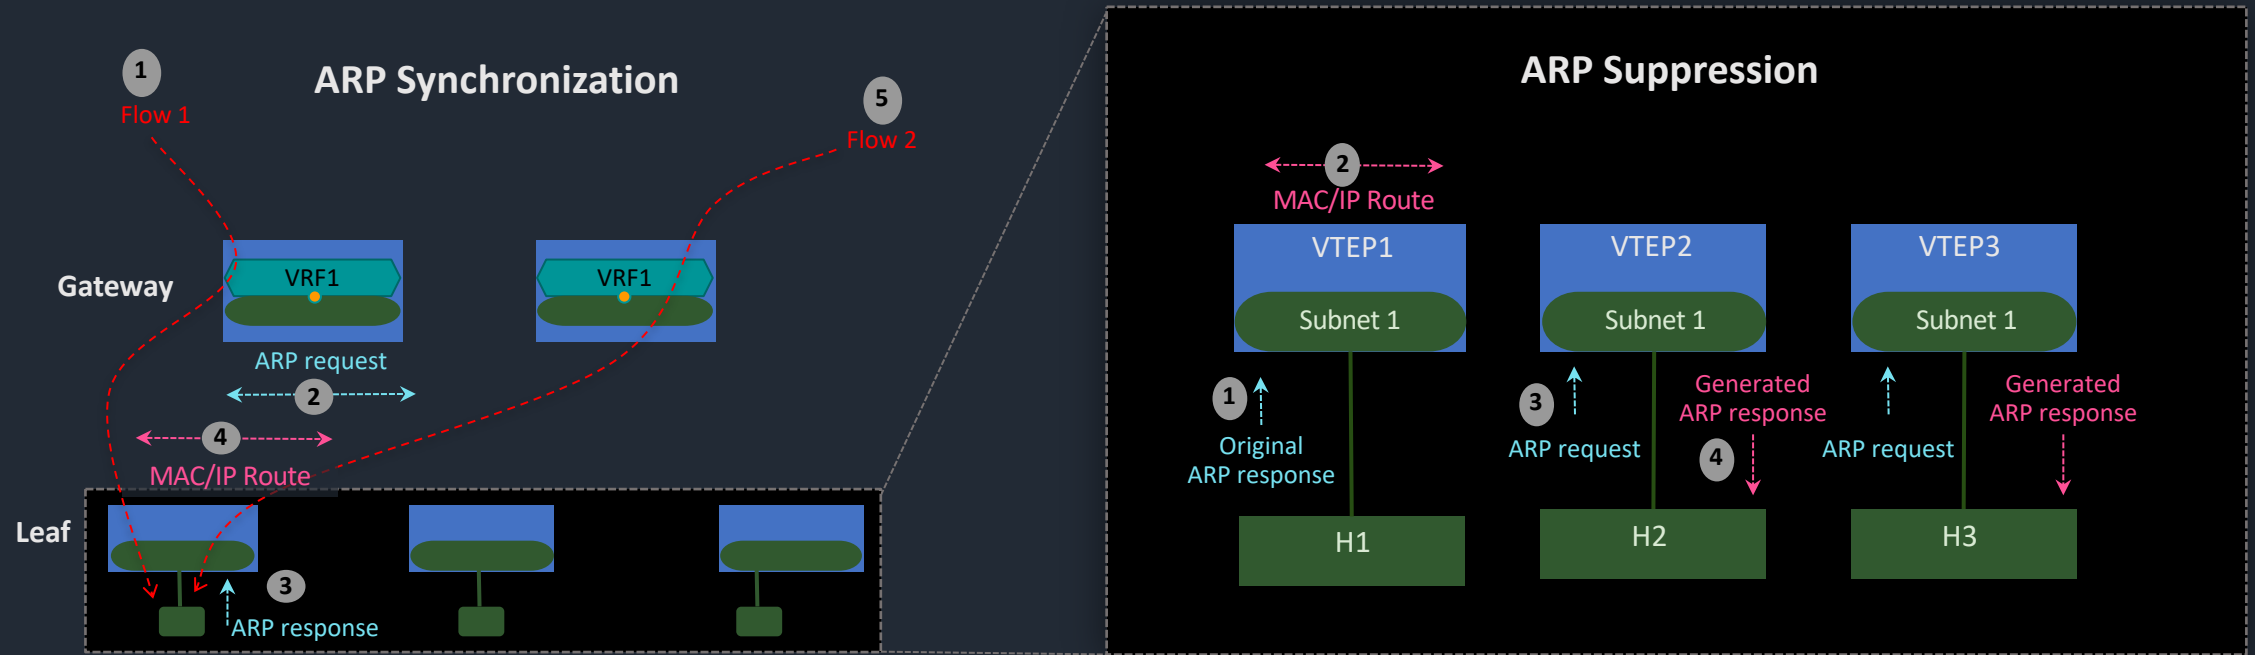 ARP Synchronization
1
Flow 1
5
Flow 2
Gateway
VRF1
VRF1
ARP request
2
4
MAC/IP Route
Leaf
3
ARP response
ARP Suppression
2
MAC/IP Route
VTEP1
VTEP2
VTEP3
Subnet 1
Subnet 1
Subnet 1
1
Original
ARP response
3
ARP request
Generated
ARP response
4
ARP request
Generated
ARP response
H1
H2
H3